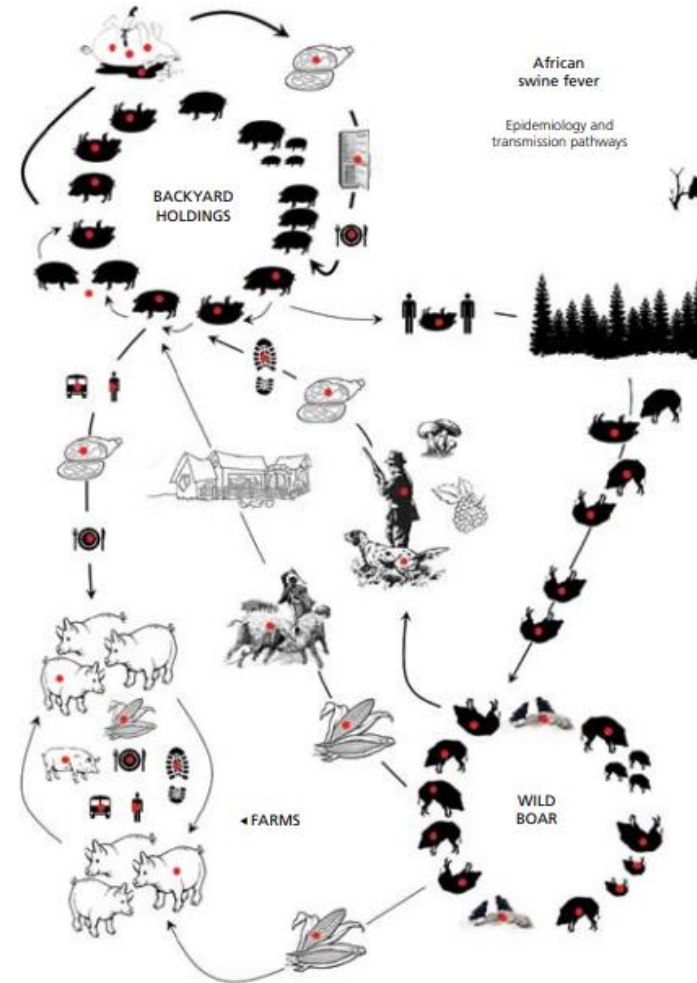 African
swine fever
Epidemiology and
transmission pathways
BACKYARD
HOLDINGS
◄ FARMS
WILD
BOAR